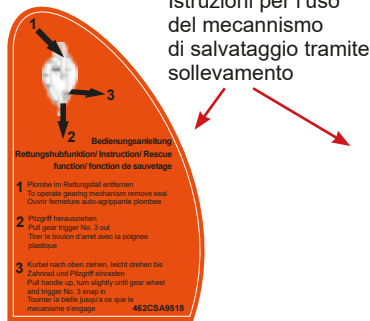 Istruzioni per l'uso
del mecannismo
di salvataggio tramite
sollevamento
1
3
2
Bedienungsanleitung
Rettungshubfunktion/ Instruction/ Rescue
function/ fonction de sauvetage
1 Plombe im Rettungsfall entfernen
To operate gearing mechanism remove seal
Ouvrir fermeture auto-agrippante plombee
2 Pilzgriff herausziehen
Pull gear trigger No. 3 out
Tirer le boulon d'arret avec la poignee
plastique
3 Kurbel nach oben ziehen, leicht drehen bis
Zahnrad und Pilzgriff einrasten
Pull handle up, turn slightly until gear wheel
and trigger No. 3 snap in
Tourner la bielle jusqu'a ce que le
mecanisme s'engage 462CSA9518